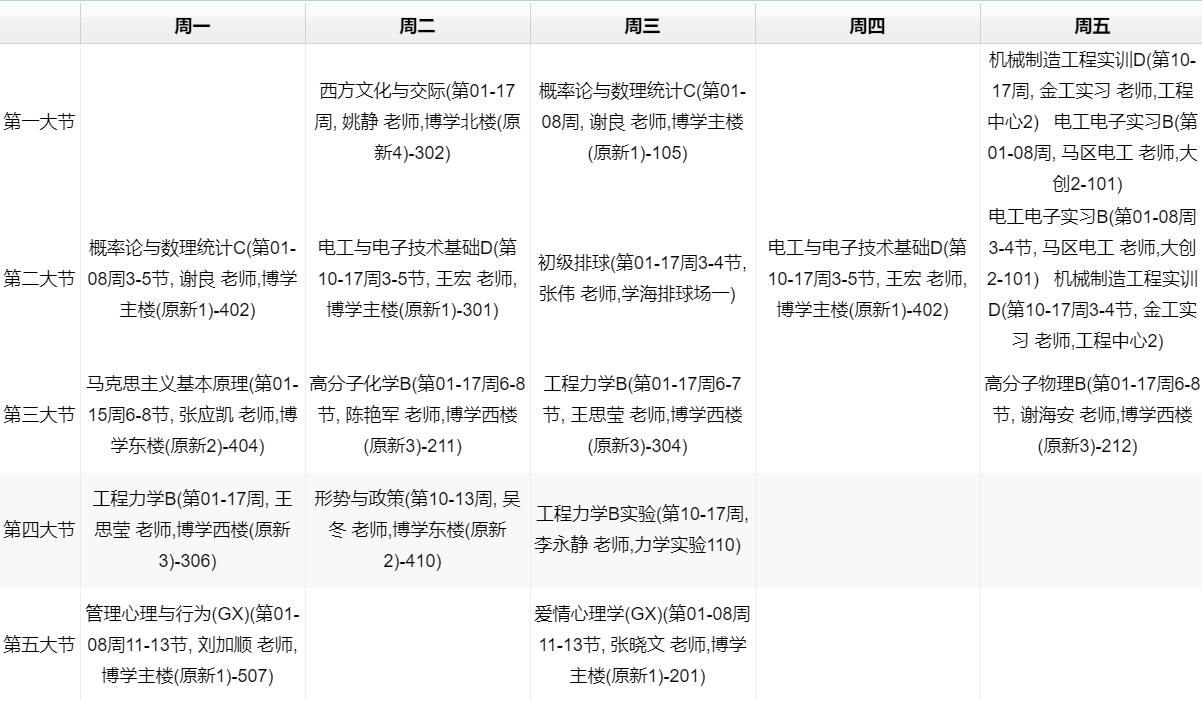 周一 周二 周三 周四 周五
第一大节
西方文化与交际(第01-17
周, 姚静 老师,博学北楼(原
新4)-302)
概率论与数理统计C(第01-
08周, 谢良 老师,博学主楼
(原新1)-105)
机械制造工程实训D(第10-
17周, 金工实习 老师,工程
中心2) 电工电子实习B(第
01-08周, 马区电工 老师,大
创2-101)
第二大节
概率论与数理统计C(第01-
08周3-5节, 谢良 老师,博学
主楼(原新1)-402)
电工与电子技术基础D(第
10-17周3-5节, 王宏 老师,
博学主楼(原新1)-301)
初级排球(第01-17周3-4节,
张伟 老师,学海排球场一)
电工与电子技术基础D(第
10-17周3-5节, 王宏 老师,
博学主楼(原新1)-402)
电工电子实习B(第01-08周
3-4节, 马区电工 老师,大创
2-101) 机械制造工程实训
D(第10-17周3-4节, 金工实
习 老师,工程中心2)
第三大节
马克思主义基本原理(第01-
15周6-8节, 张应凯 老师,博
学东楼(原新2)-404)
高分子化学B(第01-17周6-8
节, 陈艳军 老师,博学西楼
(原新3)-211)
工程力学B(第01-17周6-7
节, 王思莹 老师,博学西楼
(原新3)-304)
高分子物理B(第01-17周6-8
节, 谢海安 老师,博学西楼
(原新3)-212)
第四大节
工程力学B(第01-17周, 王
思莹 老师,博学西楼(原新
3)-306)
形势与政策(第10-13周, 吴
冬 老师,博学东楼(原新
2)-410)
工程力学B实验(第10-17周,
李永静 老师,力学实验110)
第五大节
管理心理与行为(GX)(第01-
08周11-13节, 刘加顺 老师,
博学主楼(原新1)-507)
爱情心理学(GX)(第01-08周
11-13节, 张晓文 老师,博学
主楼(原新1)-201)